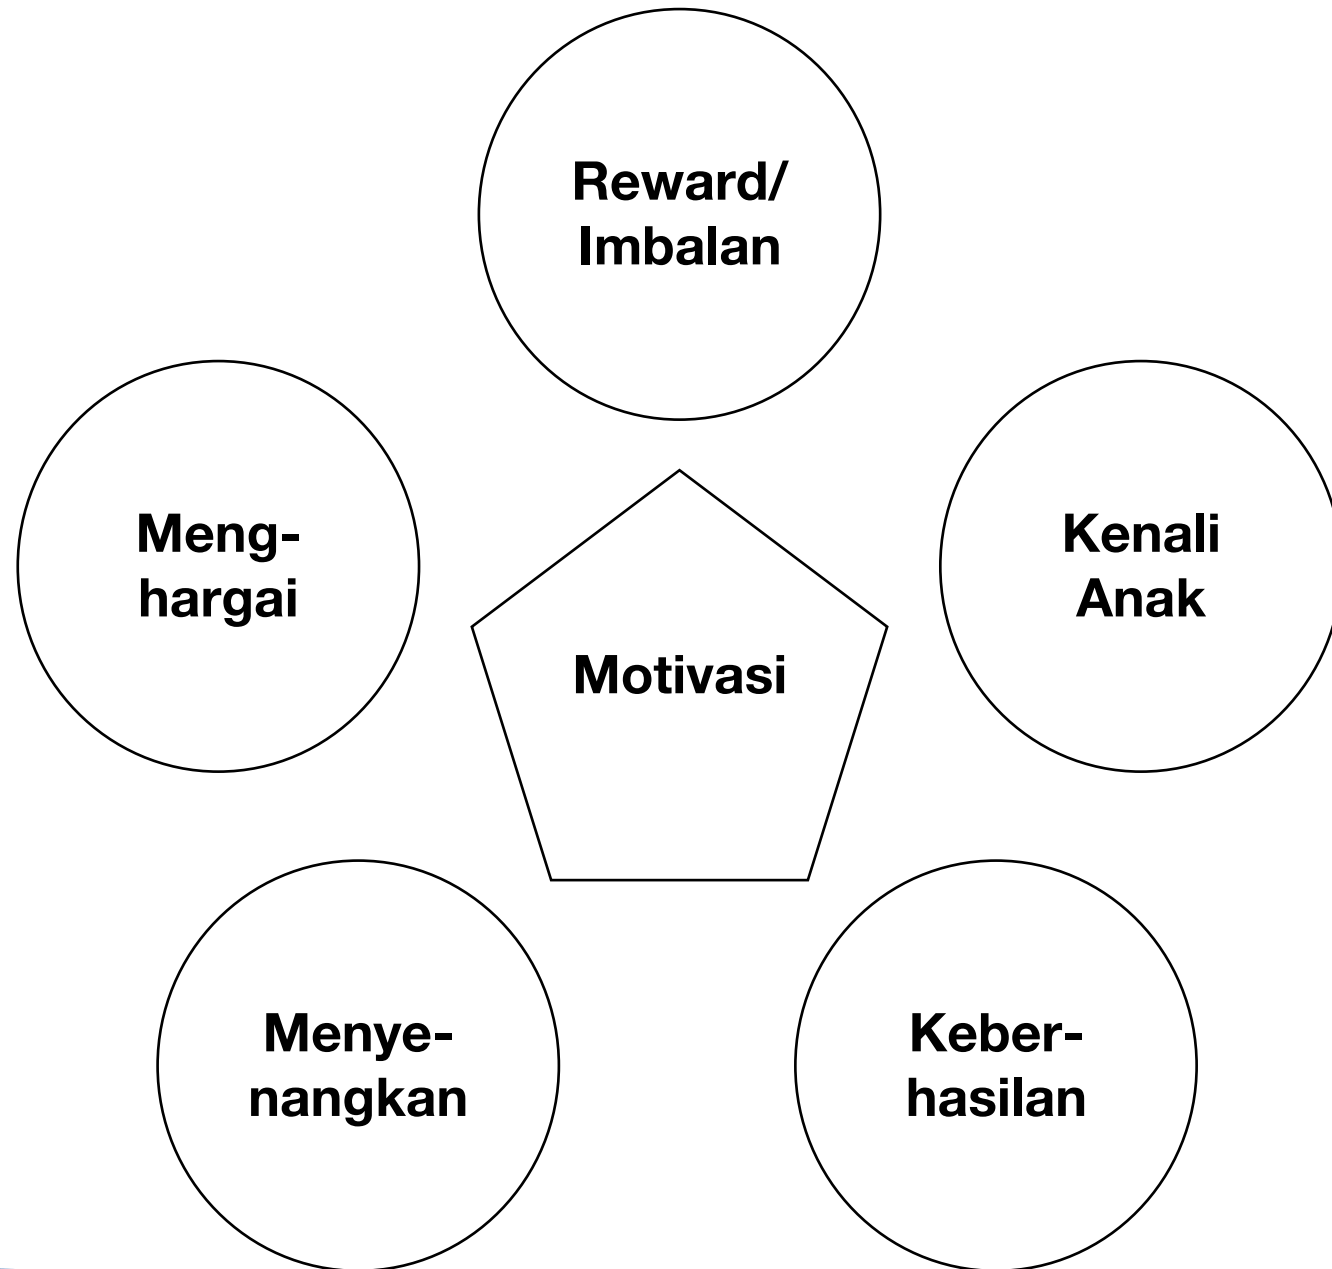 Reward/
Imbalan
Meng-
hargai
Kenali
Anak
Motivasi
Menye-
nangkan
Keber-
hasilan